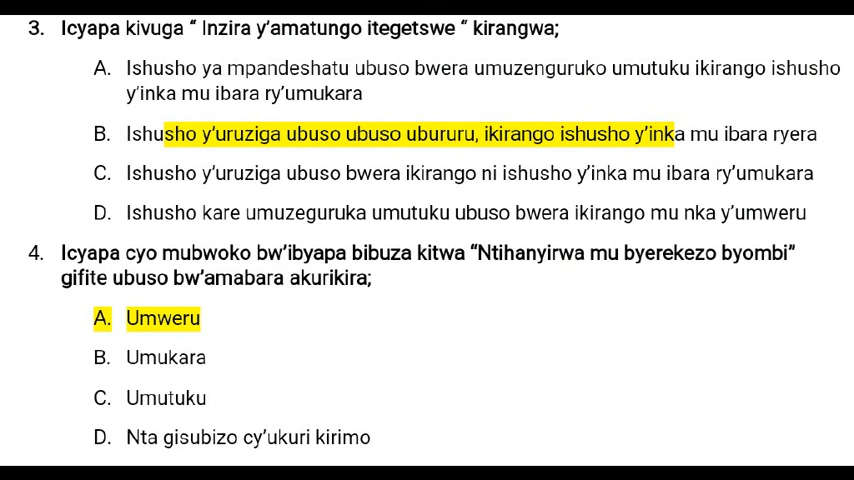 3. Icyapa kivuga “ Inzira y’amatungo itegetswe “ kirangwa;
A. Ishusho ya mpandeshatu ubuso bwera umuzenguruko umutuku ikirango ishusho
y’inka mu ibara ry’umukara
B. Ishusho y’uruziga ubuso ubuso ubururu, ikirango ishusho y’inka mu ibara ryera
C. Ishusho y’uruziga ubuso bwera ikirango ni ishusho y’inka mu ibara ry’umukara
D. Ishusho kare umuzeguruka umutuku ubuso bwera ikirango mu nka y’umweru
4. Icyapa cyo mubwoko bw’ibyapa bibuza kitwa “Ntihanyirwa mu byerekezo byombi”
gifite ubuso bw’amabara akurikira;
A. Umweru
B. Umukara
C. Umutuku
D. Nta gisubizo cy’ukuri kirimo